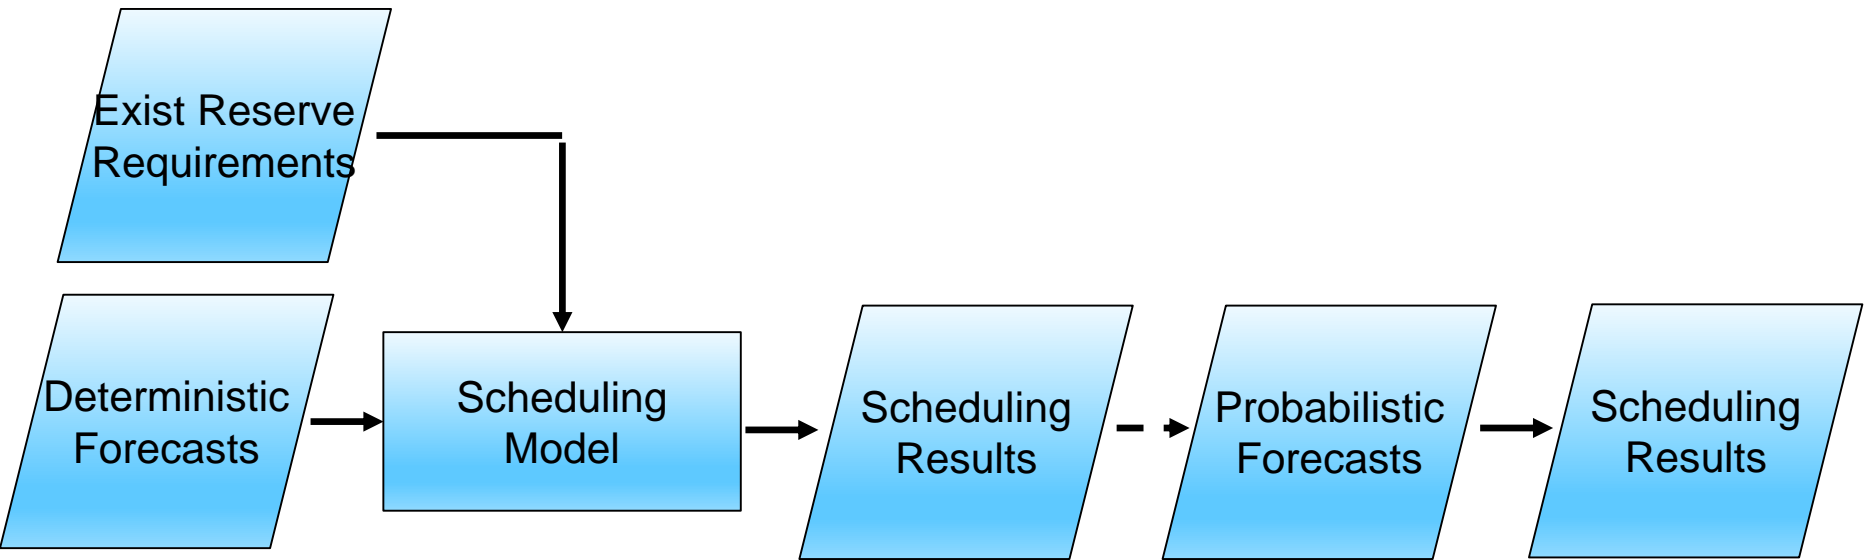 Exist Reserve
Requirements
Deterministic
Forecasts
Scheduling
Model
Scheduling
Results
Probabilistic
Forecasts
Scheduling
Results